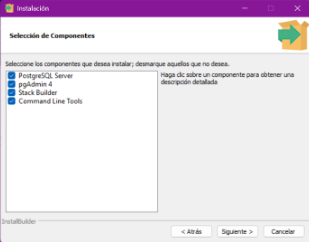 Instalación
Selección de Componentes
Seleccione los componentes que desea instalar; desmarque aquellos que no desea.
PostgreSQL Server
pgAdmin 4
Stack Builder
Command Line Tools
Haga clic sobre un componente para obtener una
descripción detallada
InstallBuilder
< Atrás
Siguiente >
Cancelar